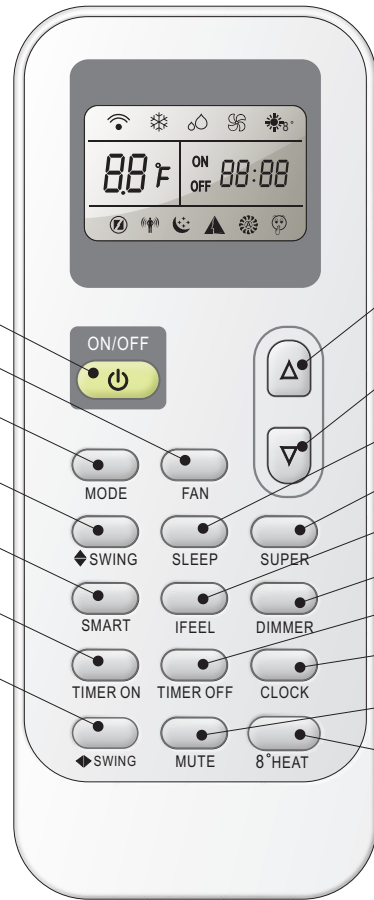 88 °F ON 88:88
OFF
ON/OFF
MODE FAN
SWING SLEEP SUPER
SMART IFEEL DIMMER
TIMER ON TIMER OFF CLOCK
SWING MUTE 8°HEAT